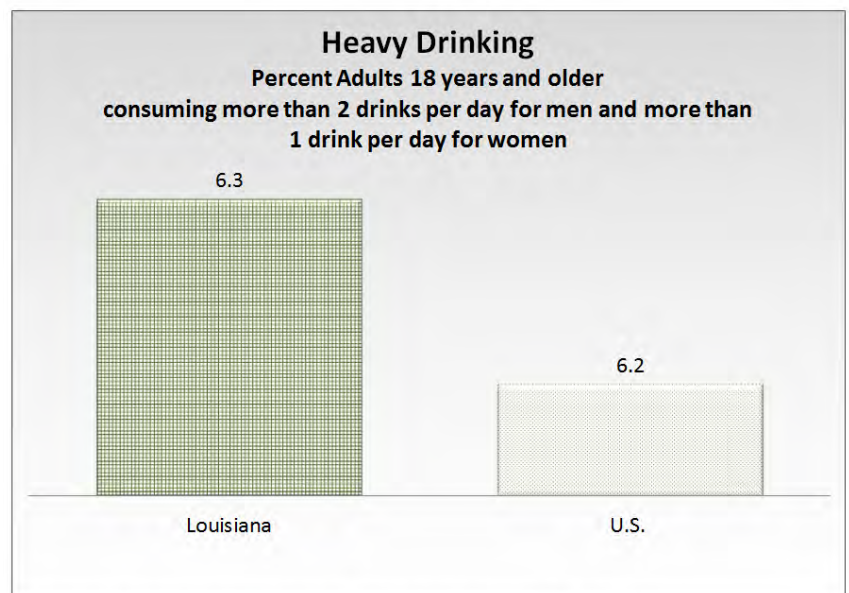 Heavy Drinking
Percent Adults 18 years and older
consuming more than 2 drinks per day for men and more than
1 drink per day for women
6.3
6.2
Louisiana
U.S.